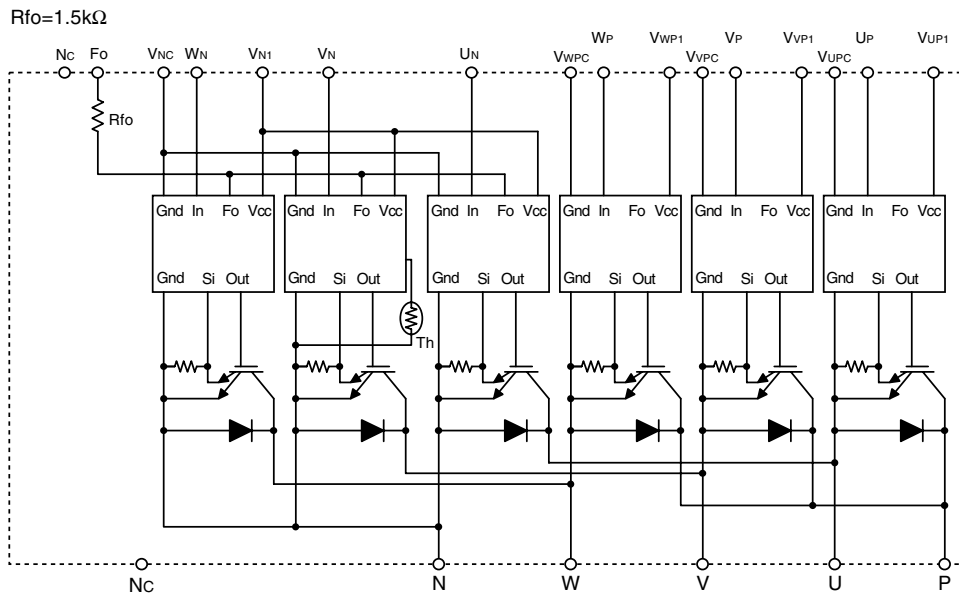 Rfo=1.5kΩ
NC FO VNC WN VN1 VN UN VWPC WP VWP1 VVPC VP VVP1 VUPC UP VUP1
Rfo
Gnd In Fo Vcc Gnd In Fo Vcc Gnd In Fo Vcc Gnd In Fo Vcc Gnd In Fo Vcc Gnd In Fo Vcc
Gnd Si Out Gnd Si Out Gnd Si Out Gnd Si Out Gnd Si Out Gnd Si Out
Th
NC N W V U P